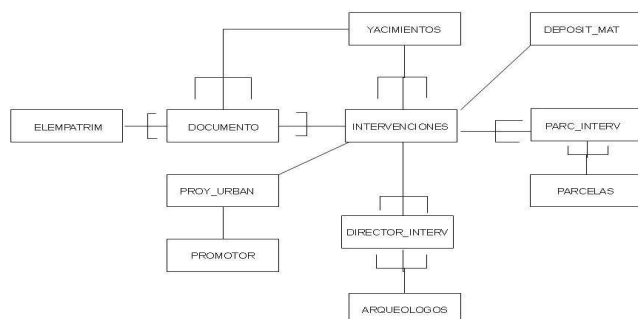 YACIMIENTOS
DEPOSIT_MAT
ELEMPATRIM
DOCUMENTO
INTERVENCIONES
PARC_INTERV
PROY_URBAN
PARCELAS
DIRECTOR_INTERV
PROMOTOR
ARQUEOLOGOS